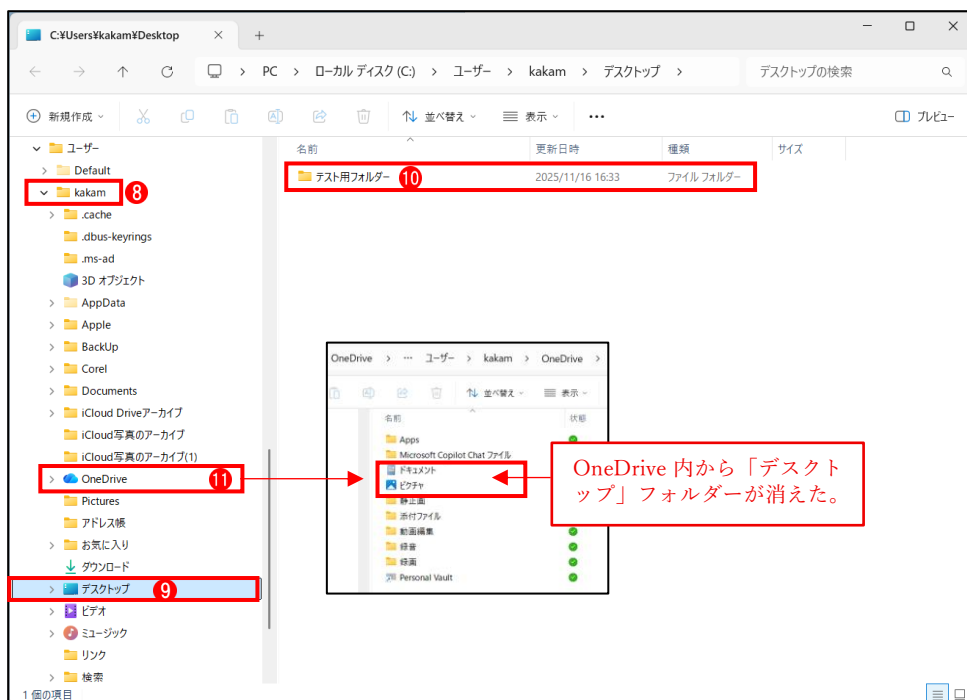 C:¥Users¥kakam¥Desktop
PC > ローカル ディスク (C:) > ユーザー > kakam > デスクトップ >
デスクトップの検索
新規作成
並べ替え
表示
プレビュー
名前
更新日時
種類
サイズ
ユーザー
Default
kakam
8
.cache
.dbus-keyrings
.ms-ad
3D オブジェクト
AppData
Apple
BackUp
Corel
Documents
iCloud Driveアーカイブ
iCloud写真のアーカイブ
iCloud写真のアーカイブ(1)
OneDrive
11
Pictures
アドレス帳
お気に入り
ダウンロード
デスクトップ
9
ビデオ
ミュージック
リンク
検索
1 個の項目
テスト用フォルダー
10
2025/11/16 16:33
ファイル フォルダー
OneDrive > ··· ユーザー > kakam > OneDrive >
並べ替え
表示
名前
状態
Apps
Microsoft Copilot Chat ファイル
ドキュメント
ピクチャ
静止画
添付ファイル
動画編集
録音
録画
Personal Vault
OneDrive 内から「デスクト
ップ」フォルダーが消えた。